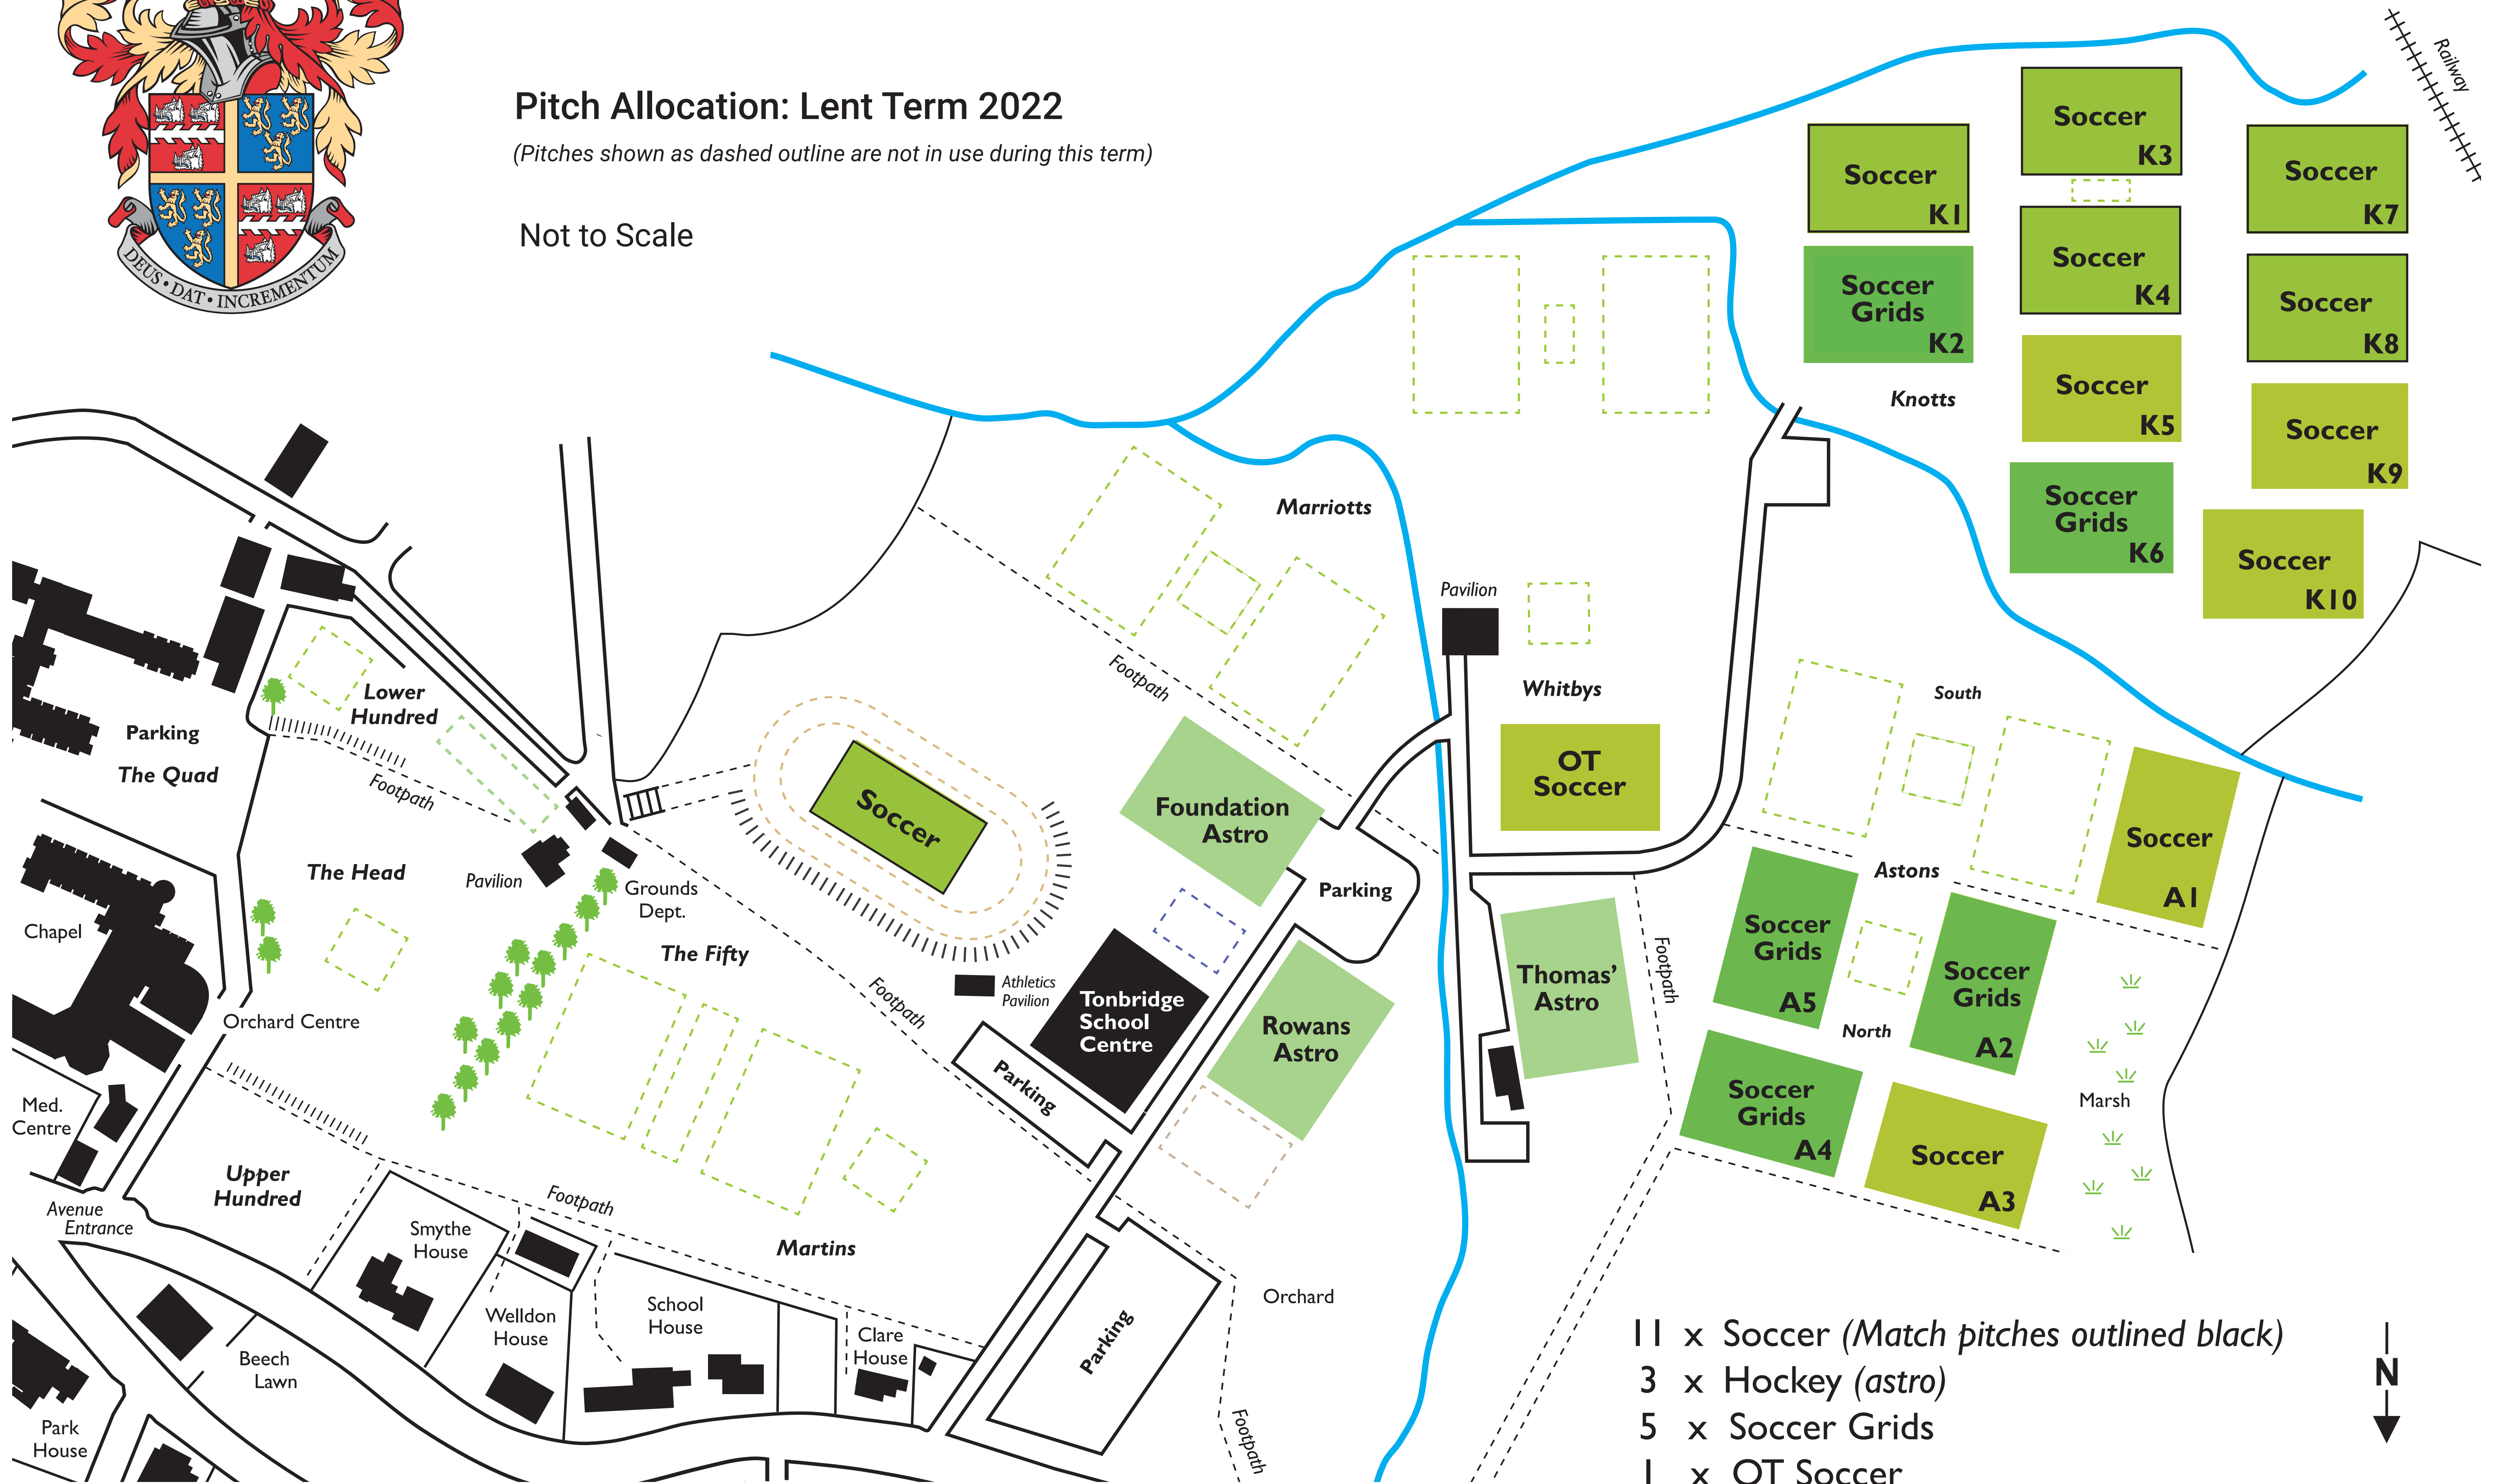 DEUS • DAT • INCREMENTUM
Pitch Allocation: Lent Term 2022
(Pitches shown as dashed outline are not in use during this term)
Not to Scale
Railway
Soccer
K1
Soccer
K3
Soccer
K7
Soccer
Grids
K2
Soccer
K4
Soccer
K8
Knotts
Soccer
K5
Soccer
K9
Soccer
Grids
K6
Soccer
K10
Marriotts
Footpath
Pavilion
Whitbys
OT
Soccer
South
Astons
Soccer
A1
Soccer
Grids
A5
Soccer
Grids
A2
North
Soccer
Grids
A4
Soccer
A3
Marsh
Footpath
Thomas’
Astro
Foundation
Astro
Parking
Rowans
Astro
Soccer
Athletics
Pavilion
Tonbridge
School
Centre
Parking
Footpath
Lower
Hundred
Footpath
Parking
The Quad
The Head
Pavilion
Grounds
Dept.
The Fifty
Chapel
Orchard Centre
Med.
Centre
Upper
Hundred
Avenue
Entrance
Smythe
House
Footpath
Martins
Welldon
House
School
House
Clare
House
Beech
Lawn
Park
House
Parking
Orchard
Footpath
11 x Soccer (Match pitches outlined black)
3 x Hockey (astro)
5 x Soccer Grids
1 x OT Soccer
N